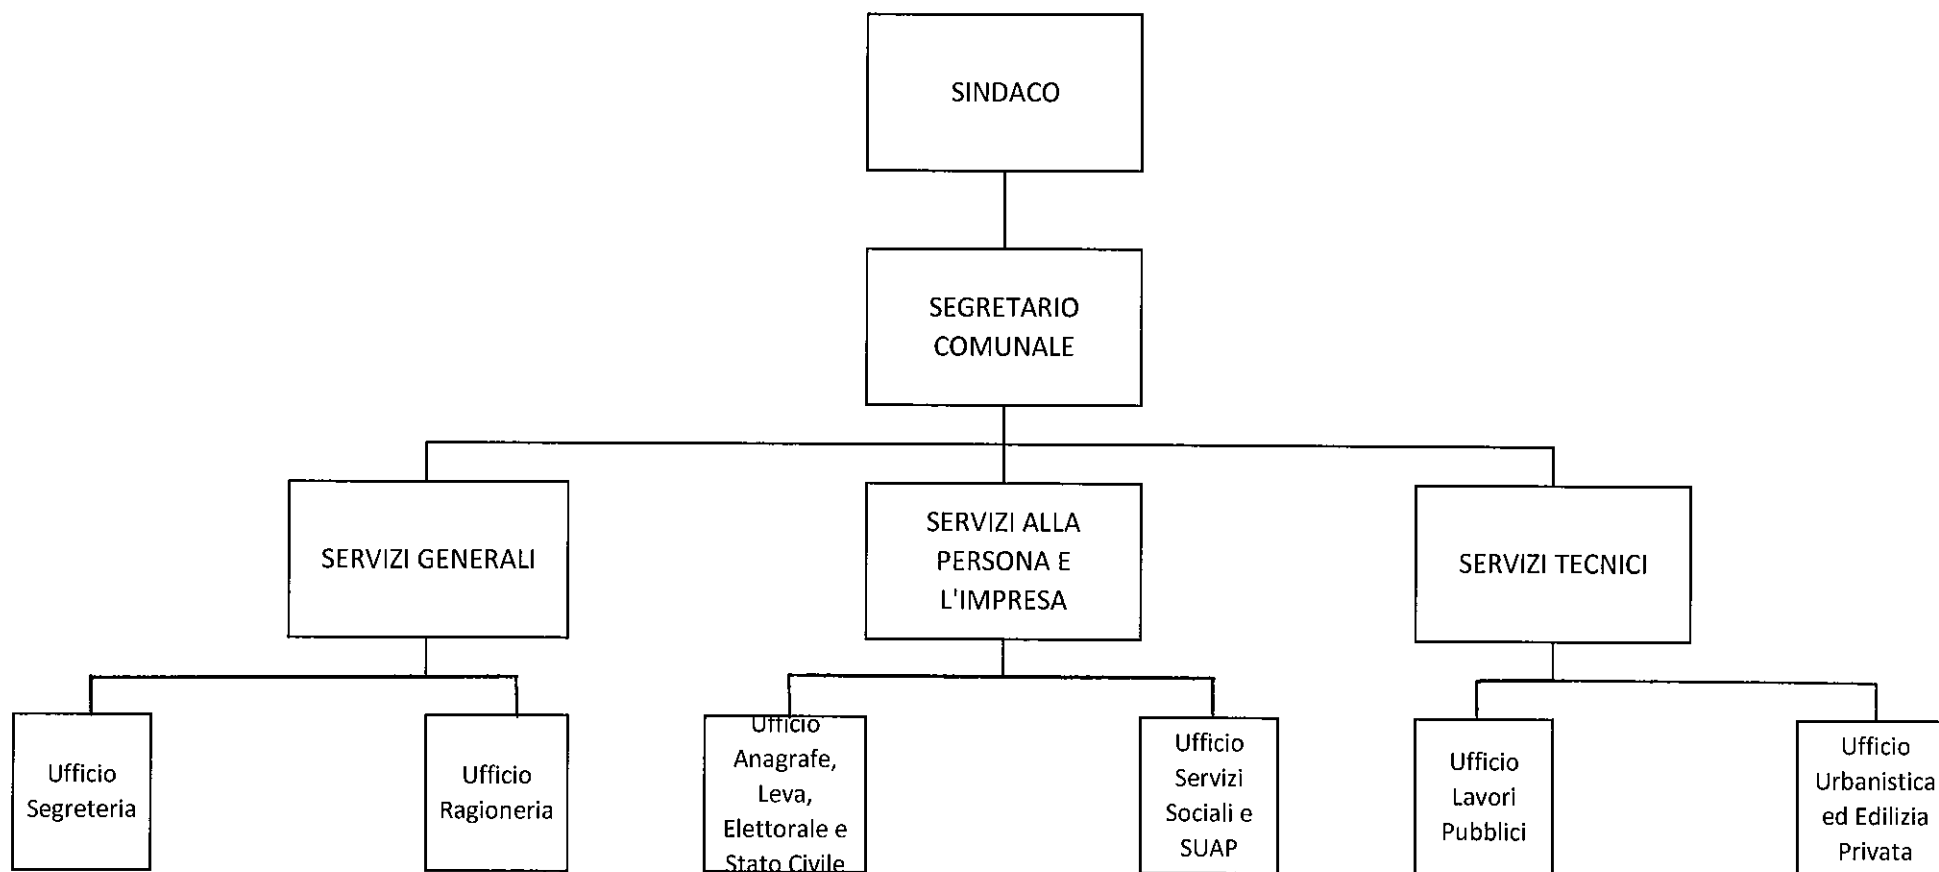 SINDACO
SEGRETARIO
COMUNALE
SERVIZI GENERALI
SERVIZI ALLA
PERSONA E
L'IMPRESA
SERVIZI TECNICI
Ufficio
Segreteria
Ufficio
Ragioneria
Ufficio
Anagrafe,
Leva,
Elettorale e
Stato Civile
Ufficio
Servizi
Sociali e
SUAP
Ufficio
Lavori
Pubblici
Ufficio
Urbanistica
ed Edilizia
Privata